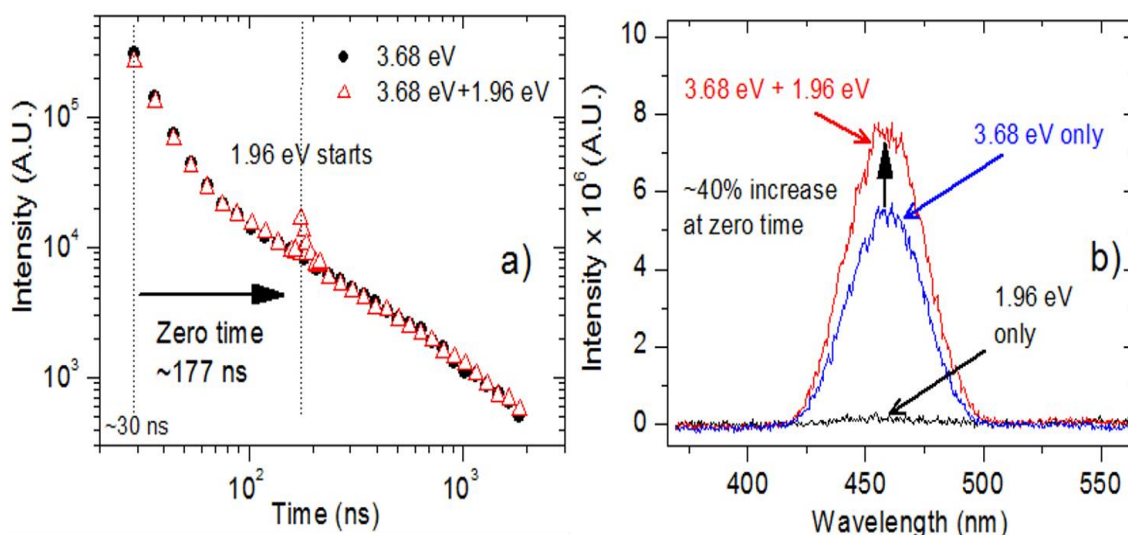 Intensity (A.U.)
10^5
10^4
10^3
3.68 eV
3.68 eV+1.96 eV
1.96 eV starts
a)
Zero time
~177 ns
~30 ns
10^2
10^3
Time (ns)
Intensity x 10^6 (A.U.)
10
8
6
4
2
0
3.68 eV + 1.96 eV
3.68 eV only
~40% increase
at zero time
b)
1.96 eV
only
400
450
500
550
Wavelength (nm)